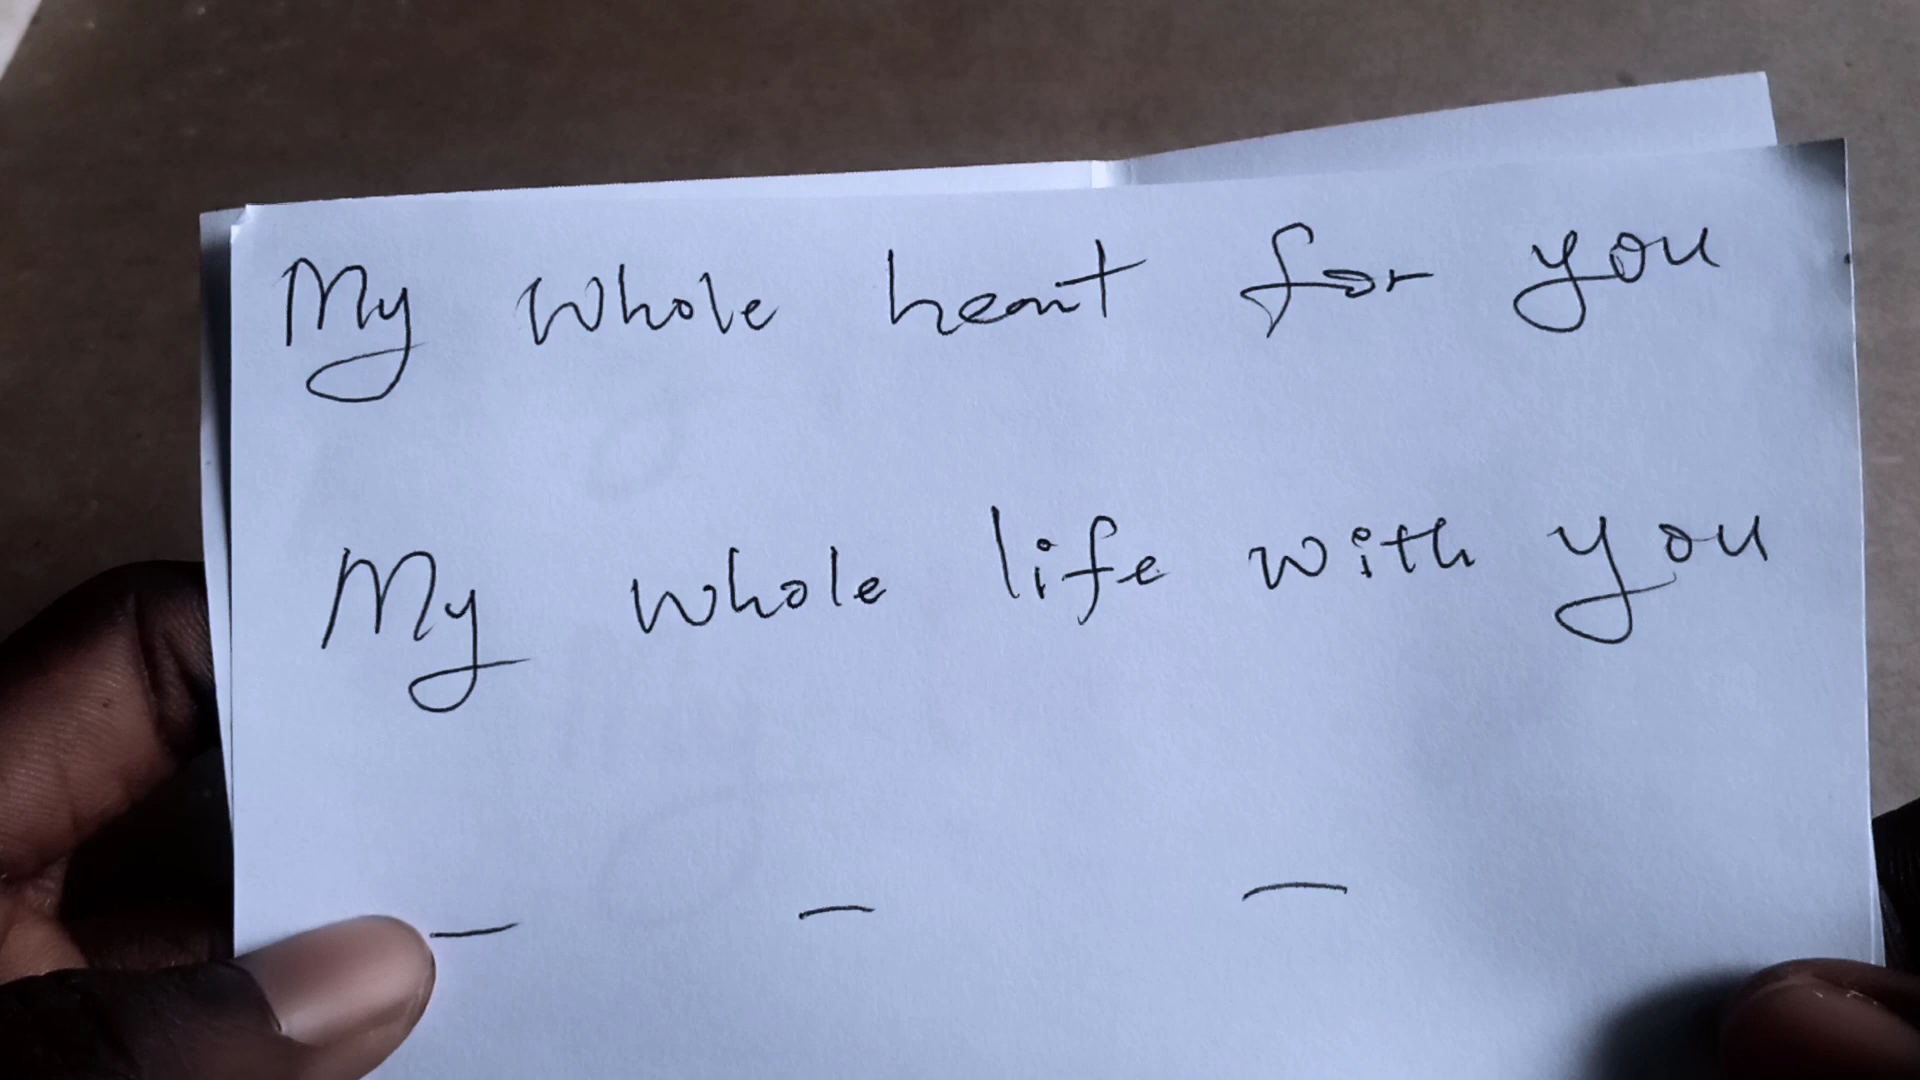 My whole heart for you
My whole life with you
— — —